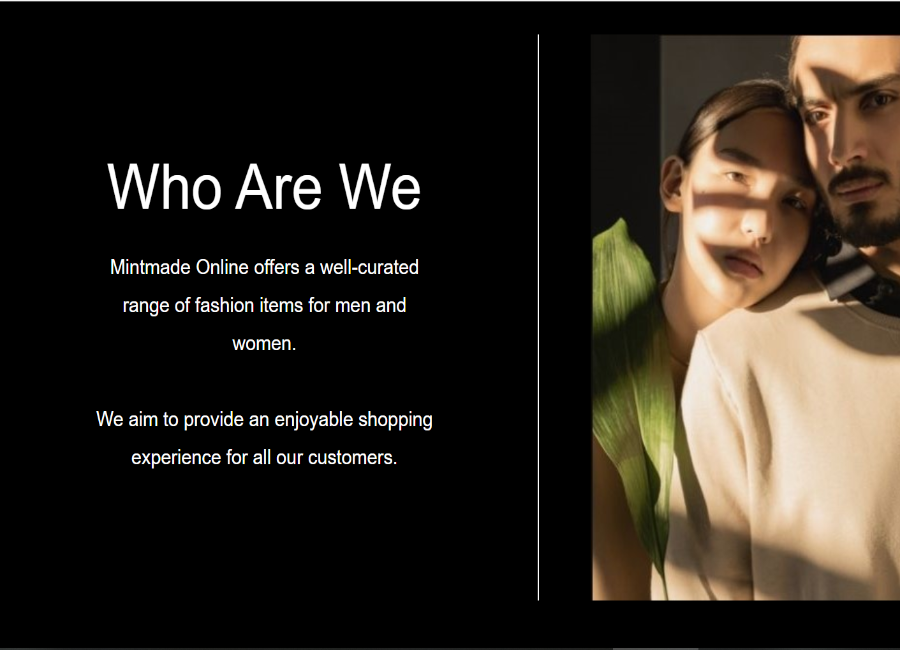 Who Are We
Mintmade Online offers a well-curated
range of fashion items for men and
women.
We aim to provide an enjoyable shopping
experience for all our customers.